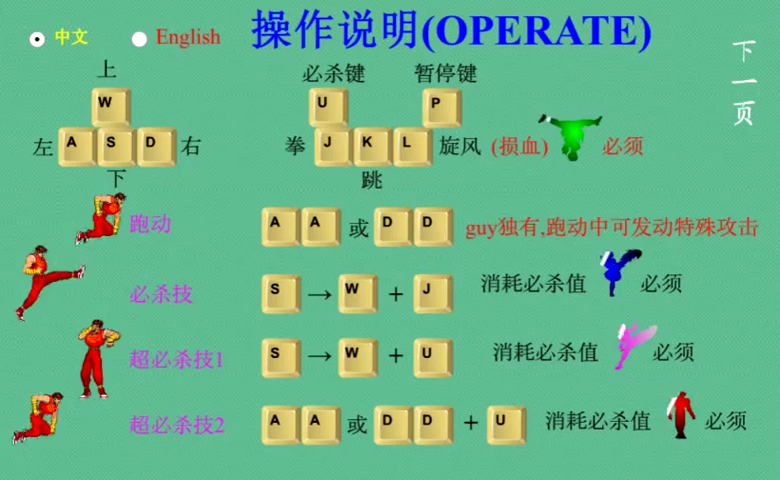 中文 English 操作说明(OPERATE)
下一页
上 必杀键 暂停键
W U P
左 A S D 右 拳 J K L 旋风 (损血) 必须
下 跳
跑动 A A 或 D D guy独有,跑动中可发动特殊攻击
必杀技 S → W + J 消耗必杀值 必须
超必杀技1 S → W + U 消耗必杀值 必须
超必杀技2 A A 或 D D + U 消耗必杀值 必须